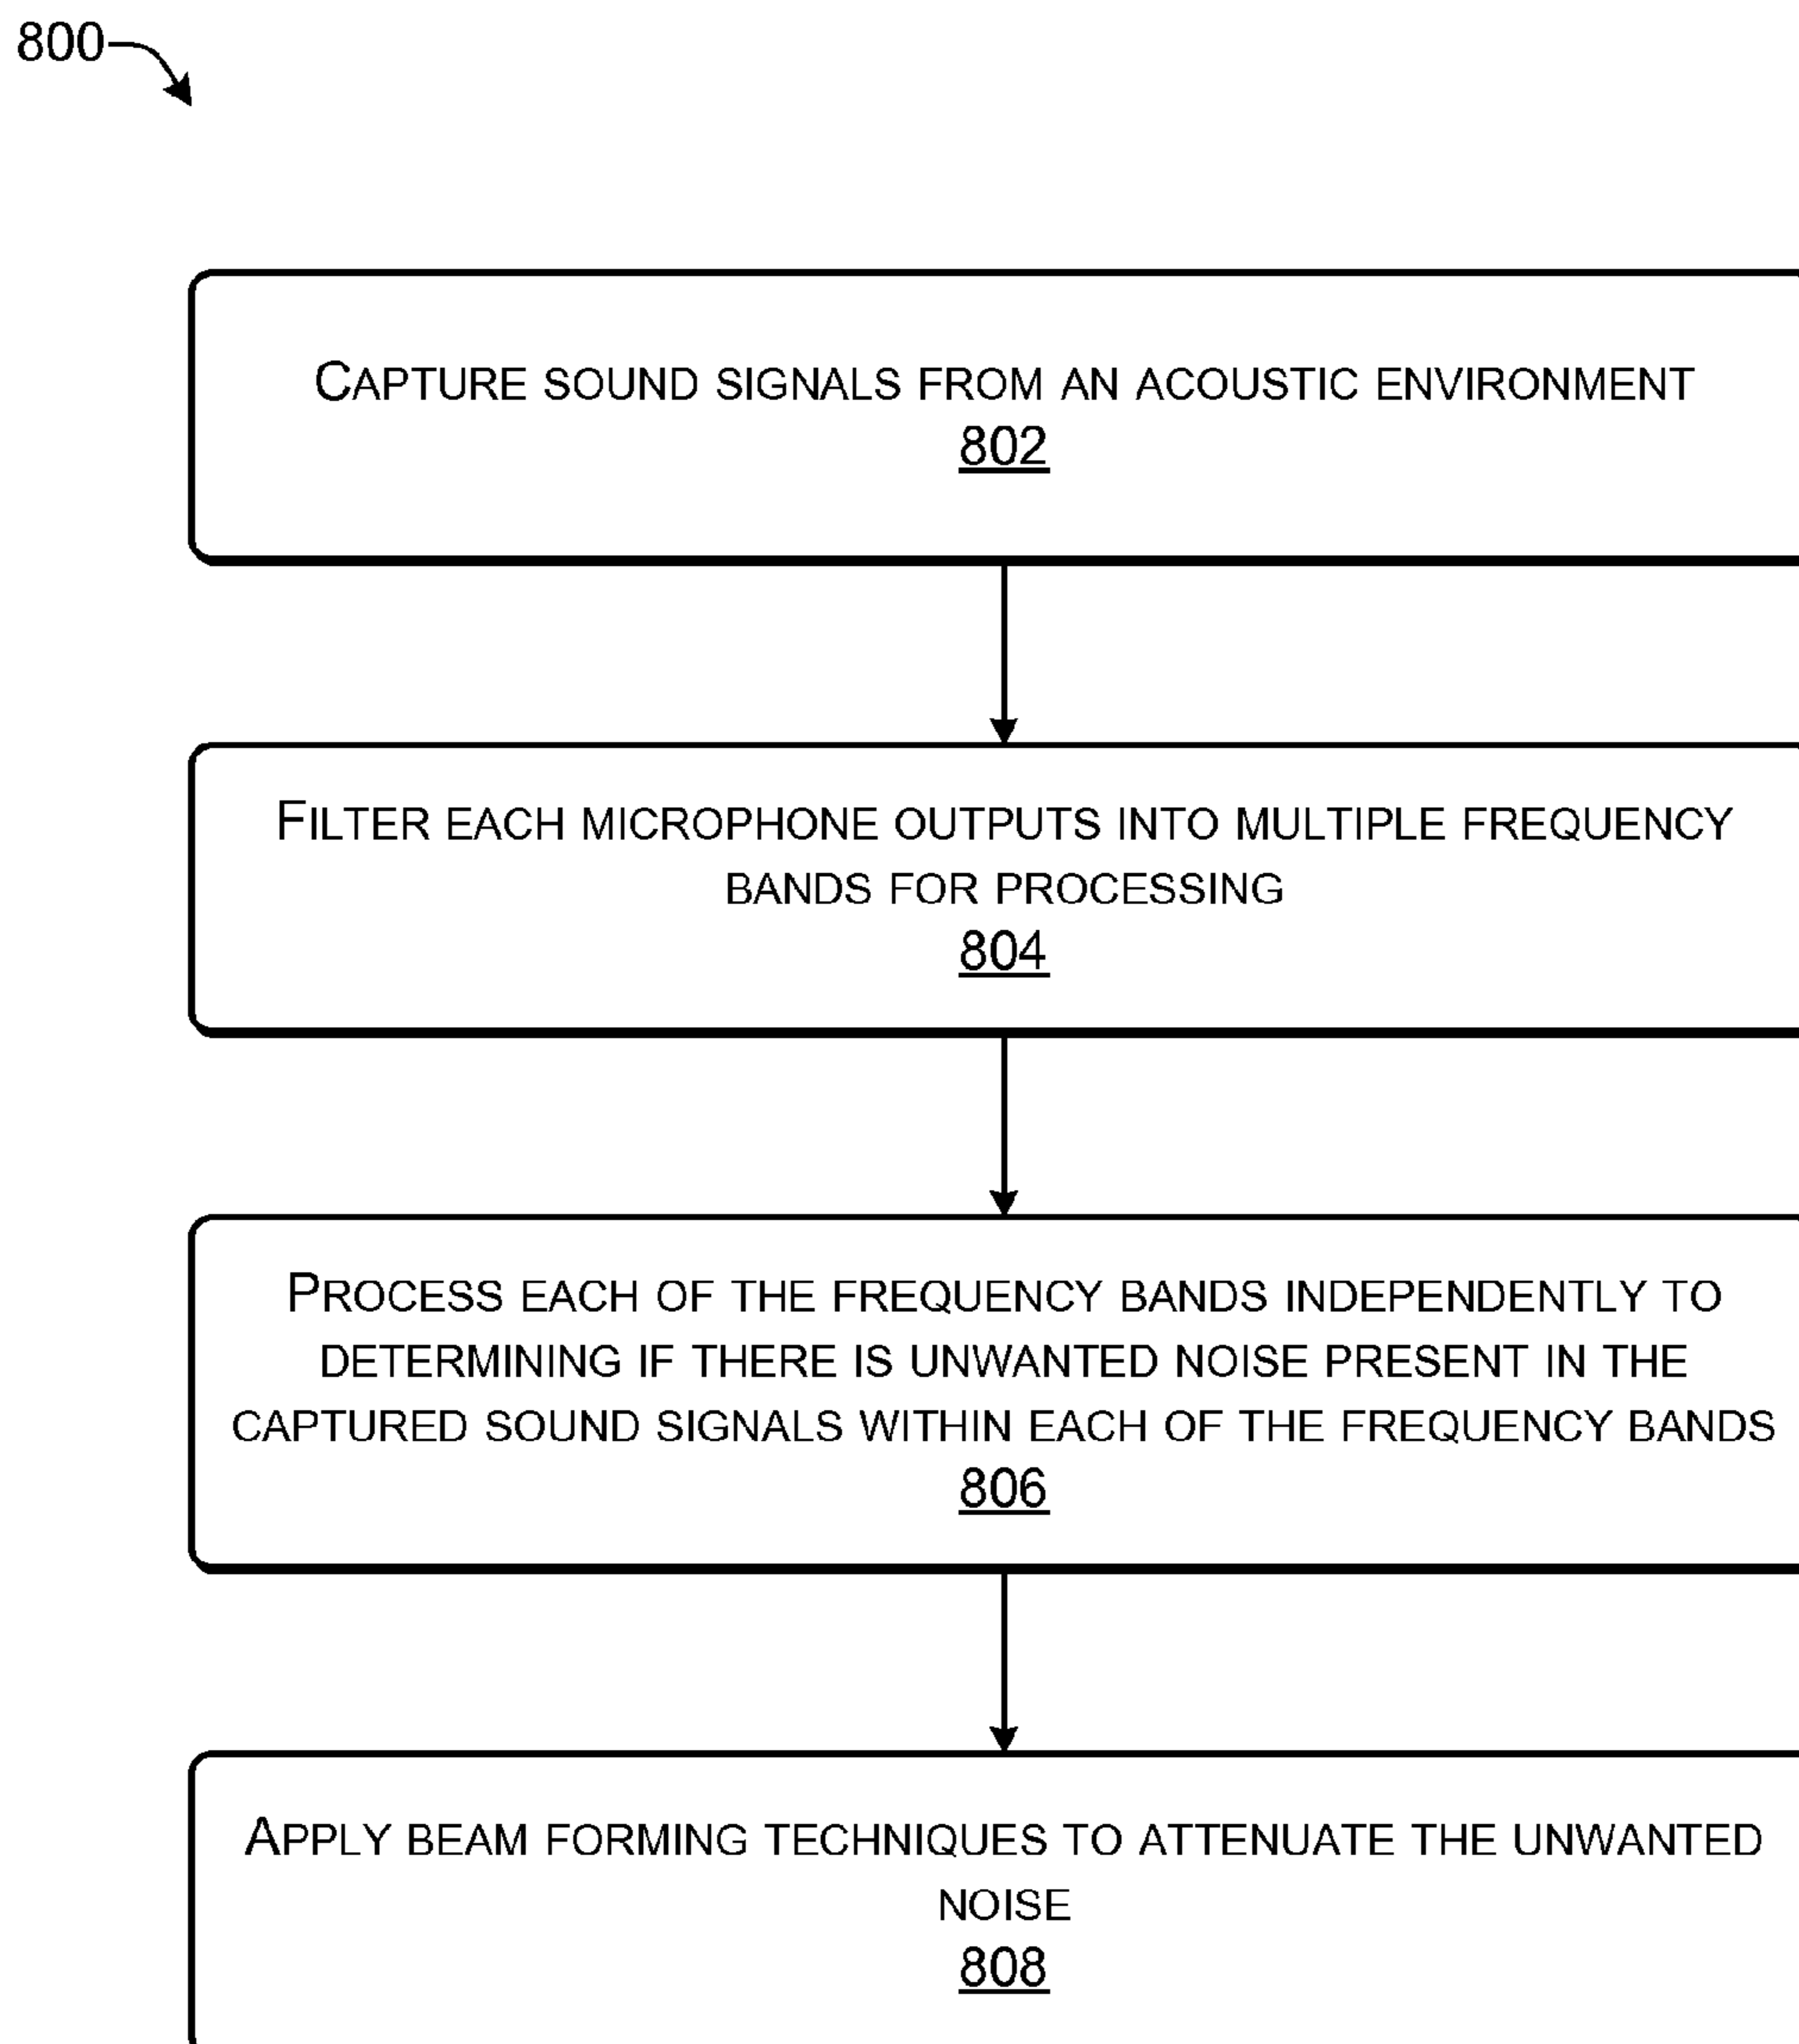 800
CAPTURE SOUND SIGNALS FROM AN ACOUSTIC ENVIRONMENT
802
FILTER EACH MICROPHONE OUTPUTS INTO MULTIPLE FREQUENCY
BANDS FOR PROCESSING
804
PROCESS EACH OF THE FREQUENCY BANDS INDEPENDENTLY TO
DETERMINING IF THERE IS UNWANTED NOISE PRESENT IN THE
CAPTURED SOUND SIGNALS WITHIN EACH OF THE FREQUENCY BANDS
806
APPLY BEAM FORMING TECHNIQUES TO ATTENUATE THE UNWANTED
NOISE
808